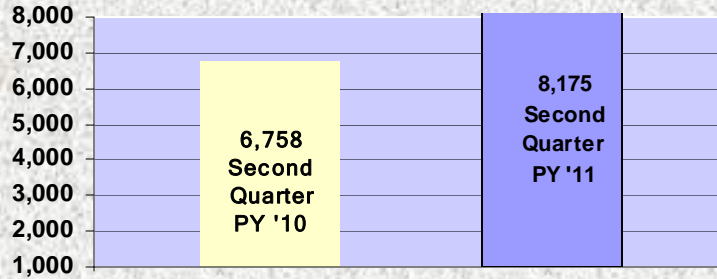 8,000
7,000
6,000
5,000
4,000
3,000
2,000
1,000
6,758
Second
Quarter
PY '10
8,175
Second
Quarter
PY '11